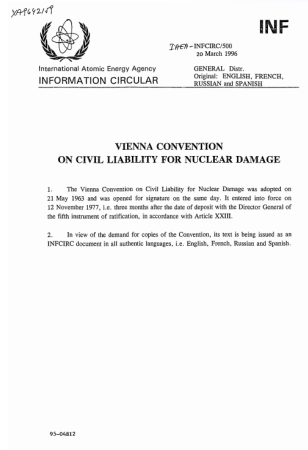 XA9642159
INF
IAEA-INFCIRC/500
20 March 1996
International Atomic Energy Agency
INFORMATION CIRCULAR
GENERAL Distr.
Original: ENGLISH, FRENCH,
RUSSIAN and SPANISH
VIENNA CONVENTION
ON CIVIL LIABILITY FOR NUCLEAR DAMAGE
1. The Vienna Convention on Civil Liability for Nuclear Damage was adopted on
21 May 1963 and was opened for signature on the same day. It entered into force on
12 November 1977, i.e. three months after the date of deposit with the Director General of
the fifth instrument of ratification, in accordance with Article XXIII.
2. In view of the demand for copies of the Convention, its text is being issued as an
INFCIRC document in all authentic languages, i.e. English, French, Russian and Spanish.
95-04812